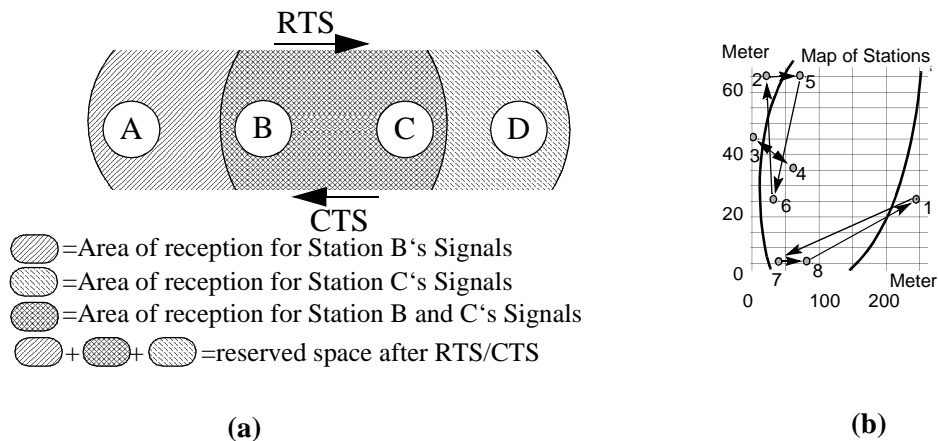 RTS
A B C D
CTS
=Area of reception for Station B‘s Signals
=Area of reception for Station C‘s Signals
=Area of reception for Station B and C‘s Signals
+ + =reserved space after RTS/CTS
(a)
Meter Map of Stations
60 2 5
40 3 4
6 1
20
0 7 8 Meter
0 100 200
(b)